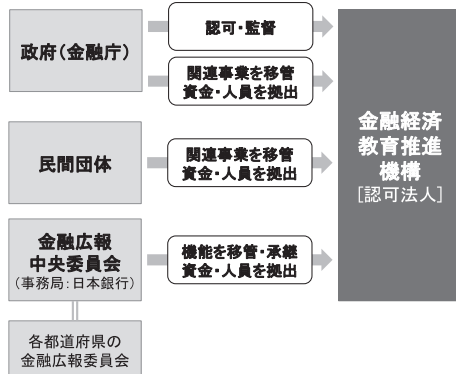 政府（金融庁）
認可・監督
関連事業を移管
資金・人員を拠出
民間団体
関連事業を移管
資金・人員を拠出
金融広報
中央委員会
（事務局：日本銀行）
機能を移管・承継
資金・人員を拠出
各都道府県の
金融広報委員会
金融経済
教育推進
機構
［認可法人］